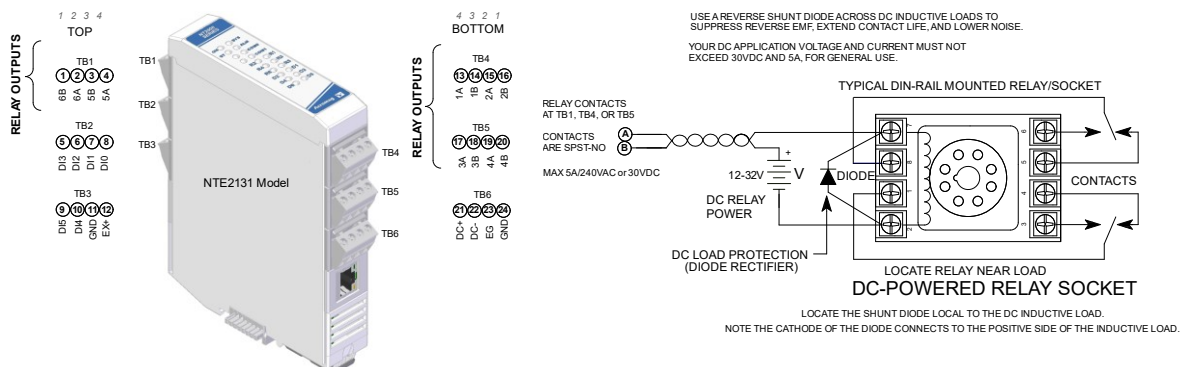 1 2 3 4
TOP
RELAY OUTPUTS
TB1
1 2 3 4
6B 6A 5B 5A
TB2
5 6 7 8
DI3 DI2 DI1 DI0
TB3
9 10 11 12
DI5 DI4 GND EX+
TB1
TB2
TB3
NTE2131 Model
TB4
TB5
TB6
4 3 2 1
BOTTOM
RELAY OUTPUTS
TB4
13 14 15 16
1A 1B 2A 2B
TB5
17 18 19 20
3A 3B 4A 4B
TB6
21 22 23 24
DC+ DC- EG GND
USE A REVERSE SHUNT DIODE ACROSS DC INDUCTIVE LOADS TO
SUPPRESS REVERSE EMF, EXTEND CONTACT LIFE, AND LOWER NOISE.
YOUR DC APPLICATION VOLTAGE AND CURRENT MUST NOT
EXCEED 30VDC AND 5A, FOR GENERAL USE.
TYPICAL DIN-RAIL MOUNTED RELAY/SOCKET
RELAY CONTACTS
AT TB1, TB4, OR TB5
CONTACTS
ARE SPST-NO
MAX 5A/240VAC or 30VDC
A
B
+
12-32V
V
DC RELAY
POWER
DIODE
7
8
1
2
6
5
4
3
CONTACTS
DC LOAD PROTECTION
(DIODE RECTIFIER)
LOCATE RELAY NEAR LOAD
DC-POWERED RELAY SOCKET
LOCATE THE SHUNT DIODE LOCAL TO THE DC INDUCTIVE LOAD.
NOTE THE CATHODE OF THE DIODE CONNECTS TO THE POSITIVE SIDE OF THE INDUCTIVE LOAD.